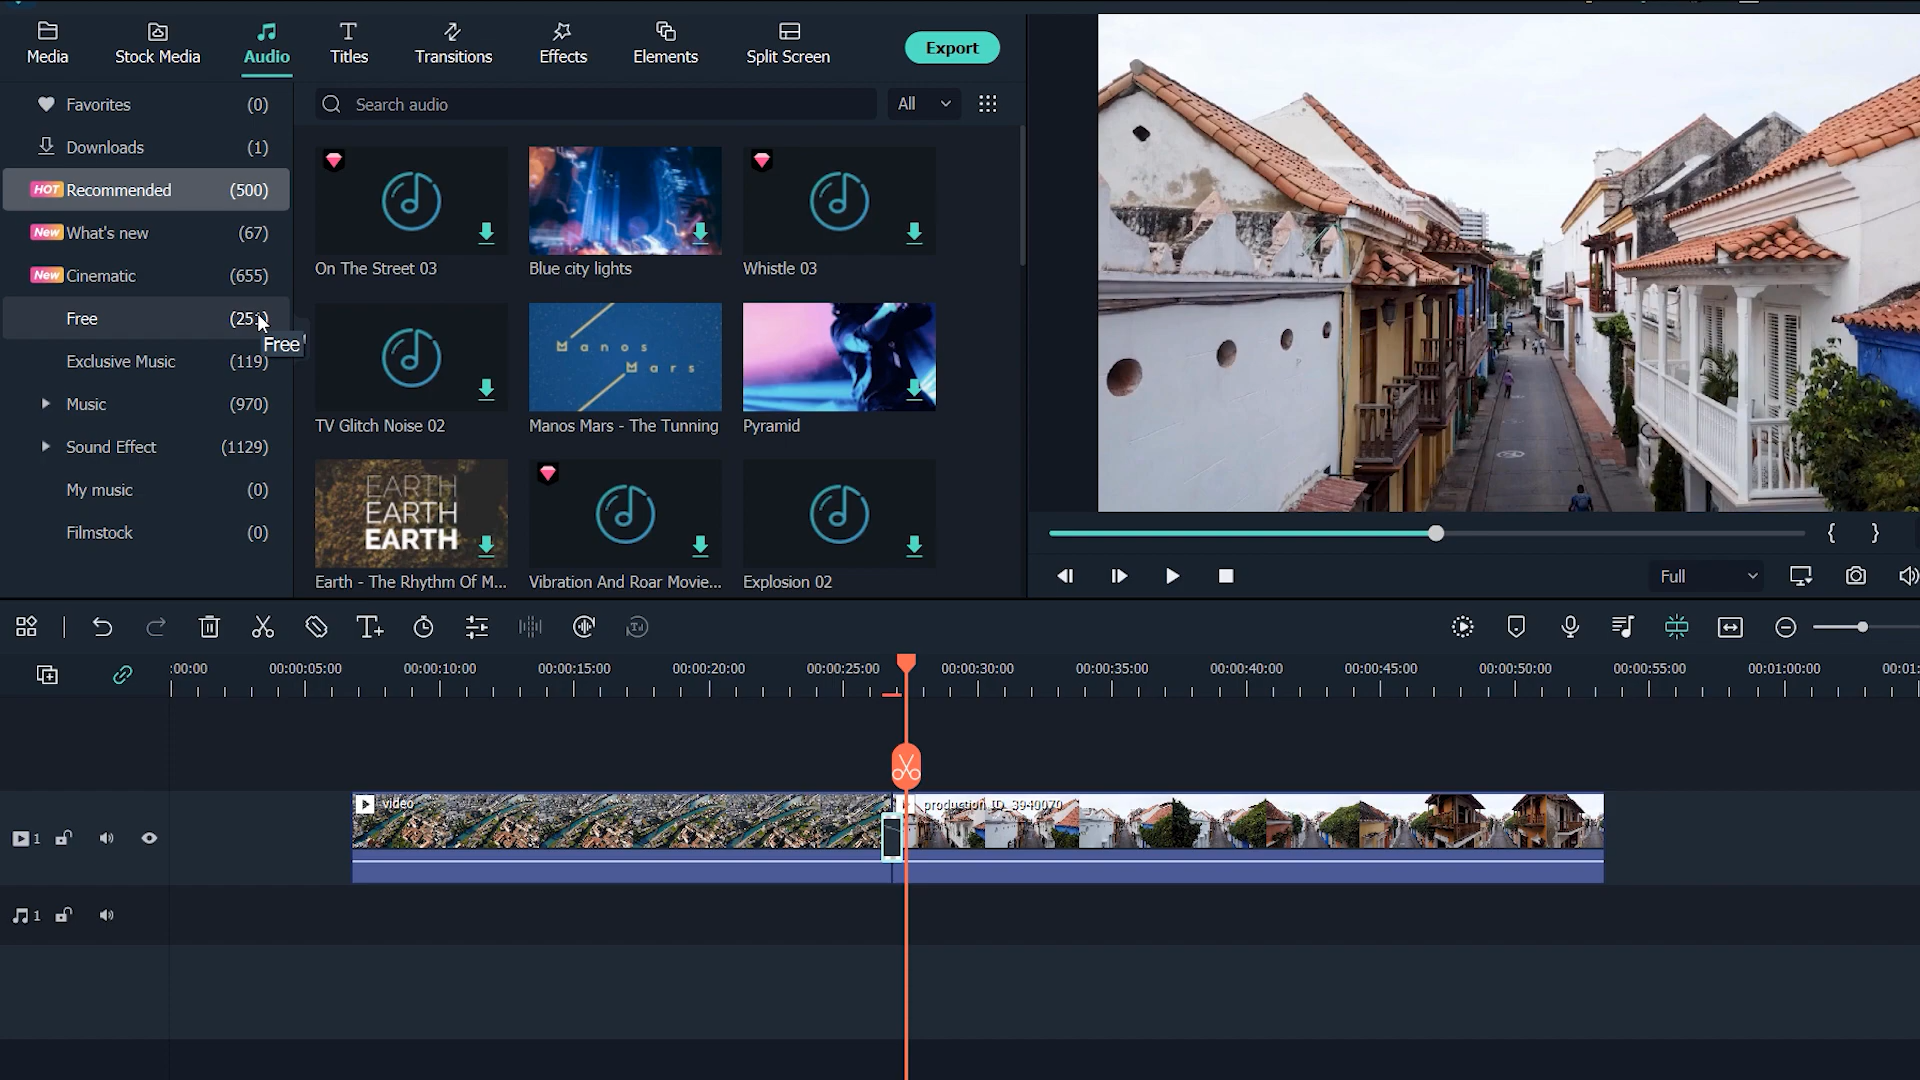 Media
Stock Media
Audio
Titles
Transitions
Effects
Elements
Split Screen
Export
Favorites (0)
Downloads (1)
HOT Recommended (500)
New What's new (67)
New Cinematic (655)
Free
Free
Exclusive Music (119)
Music (970)
Sound Effect (1129)
My music (0)
Filmstock (0)
Search audio
All
On The Street 03
Blue city lights
Whistle 03
Manos
Mars
TV Glitch Noise 02
Manos Mars - The Tunning
Pyramid
EARTH
EARTH
EARTH
Earth - The Rhythm Of M...
Vibration And Roar Movie...
Explosion 02
{ }
Full
:00:00
00:00:05:00
00:00:10:00
00:00:15:00
00:00:20:00
00:00:25:00
00:00:30:00
00:00:35:00
00:00:40:00
00:00:45:00
00:00:50:00
00:00:55:00
00:01:00:00
00:01:
video
production ID_3940070
1
1